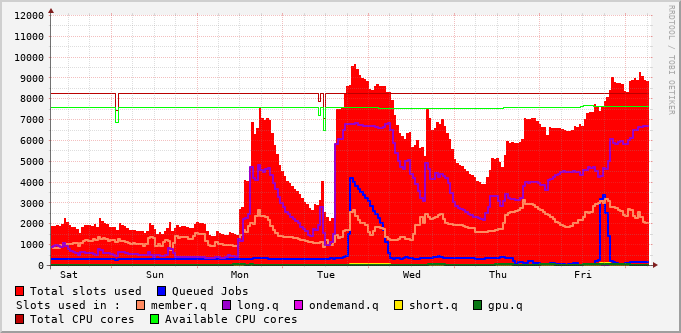 RRDTOOL / TOBI OETIKER
12000
11000
10000
9000
8000
7000
6000
5000
4000
3000
2000
1000
0
Sat Sun Mon Tue Wed Thu Fri
Total slots used Queued Jobs
Slots used in : member.q long.q ondemand.q short.q gpu.q
Total CPU cores Available CPU cores